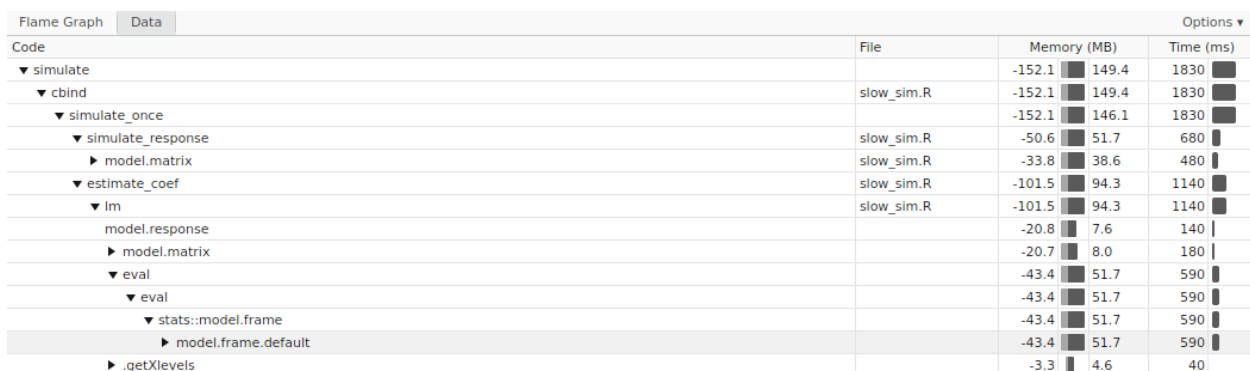 Flame Graph Data Options ▾
Code File Memory (MB) Time (ms)
▼ simulate -152.1 149.4 1830
▼ cbind slow_sim.R -152.1 149.4 1830
▼ simulate_once -152.1 146.1 1830
▼ simulate_response slow_sim.R -50.6 51.7 680
▶ model.matrix slow_sim.R -33.8 38.6 480
▼ estimate_coef slow_sim.R -101.5 94.3 1140
▼ lm slow_sim.R -101.5 94.3 1140
model.response -20.8 7.6 140
▶ model.matrix -20.7 8.0 180
▼ eval -43.4 51.7 590
▼ eval -43.4 51.7 590
▼ stats::model.frame -43.4 51.7 590
▶ model.frame.default -43.4 51.7 590
▶ .getXlevels -3.3 4.6 40